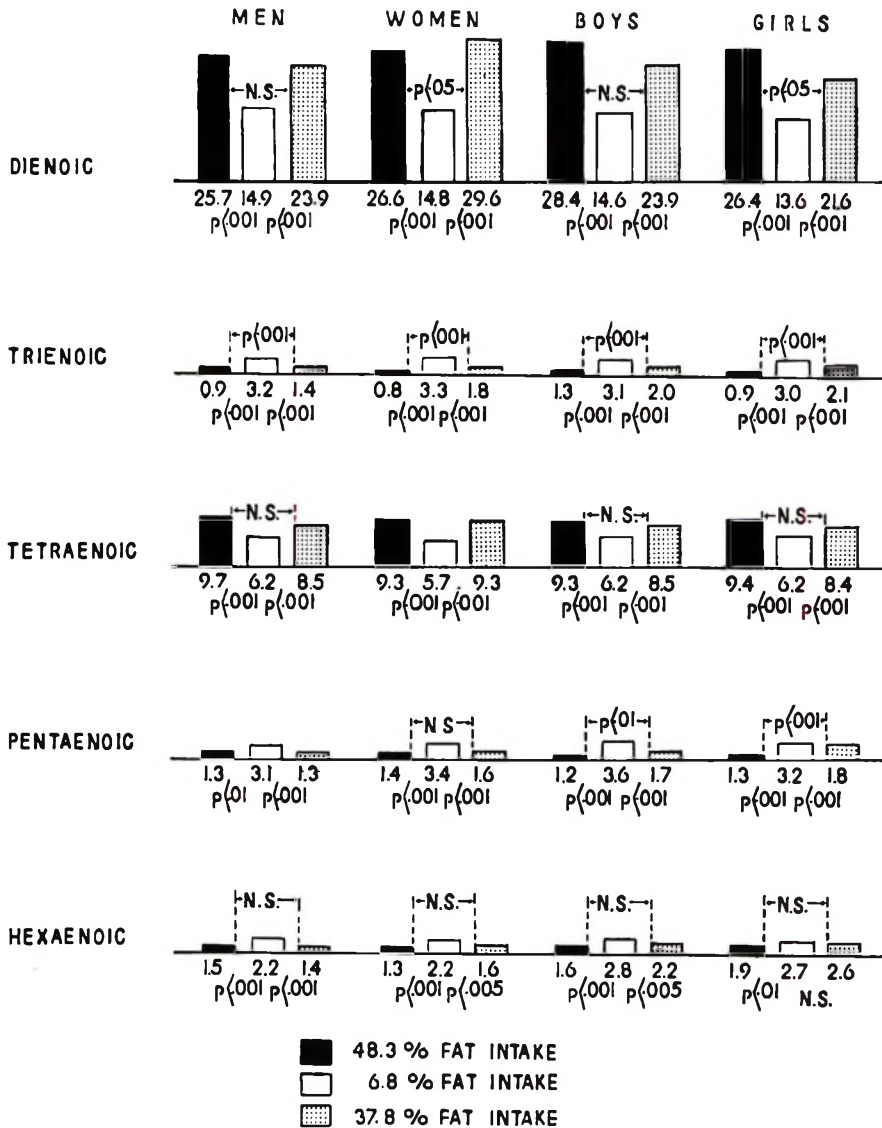 MEN WOMEN BOYS GIRLS
N.S. p<.05 N.S. p<.05
DIENOIC
25.7 14.9 23.9 26.6 14.8 29.6 28.4 14.6 23.9 26.4 13.6 21.6
p<.001 p<.001 p<.001 p<.001 p<.001 p<.001 p<.001 p<.001
p<.001 p<.001 p<.001 p<.001
TRIENOIC
0.9 3.2 1.4 0.8 3.3 1.8 1.3 3.1 2.0 0.9 3.0 2.1
p<.001 p<.001 p<.001 p<.001 p<.001 p<.001 p<.001 p<.001
N.S. N.S. N.S.
TETRAENOIC
9.7 6.2 8.5 9.3 5.7 9.3 9.3 6.2 8.5 9.4 6.2 8.4
p<.001 p<.001 p<.001 p<.001 p<.001 p<.001 p<.001 p<.001
N S p<.01 p<.001
PENTAENOIC
1.3 3.1 1.3 1.4 3.4 1.6 1.2 3.6 1.7 1.3 3.2 1.8
p<.01 p<.001 p<.001 p<.001 p<.001 p<.001 p<.001 p<.001
N.S. N.S. N.S. N.S.
HEXAENOIC
1.5 2.2 1.4 1.3 2.2 1.6 1.6 2.8 2.2 1.9 2.7 2.6
p<.001 p<.001 p<.001 p<.005 p<.001 p<.005 p<.01 N.S.
48.3 % FAT INTAKE
6.8 % FAT INTAKE
37.8 % FAT INTAKE